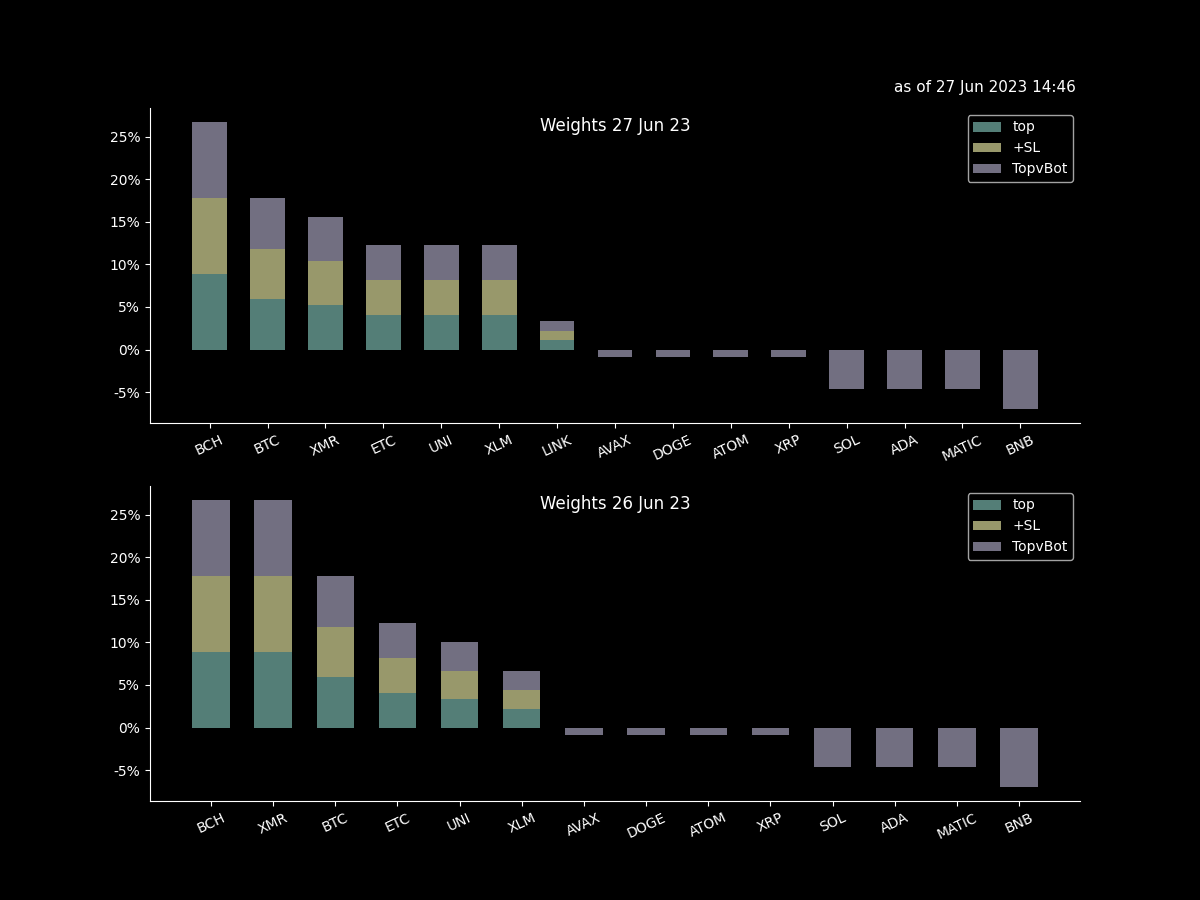 as of 27 Jun 2023 14:46
Weights 27 Jun 23
top
+SL
TopvBot
25%
20%
15%
10%
5%
0%
-5%
BCH BTC XMR ETC UNI XLM LINK AVAX DOGE ATOM XRP SOL ADA MATIC BNB
Weights 26 Jun 23
top
+SL
TopvBot
25%
20%
15%
10%
5%
0%
-5%
BCH XMR BTC ETC UNI XLM AVAX DOGE ATOM XRP SOL ADA MATIC BNB